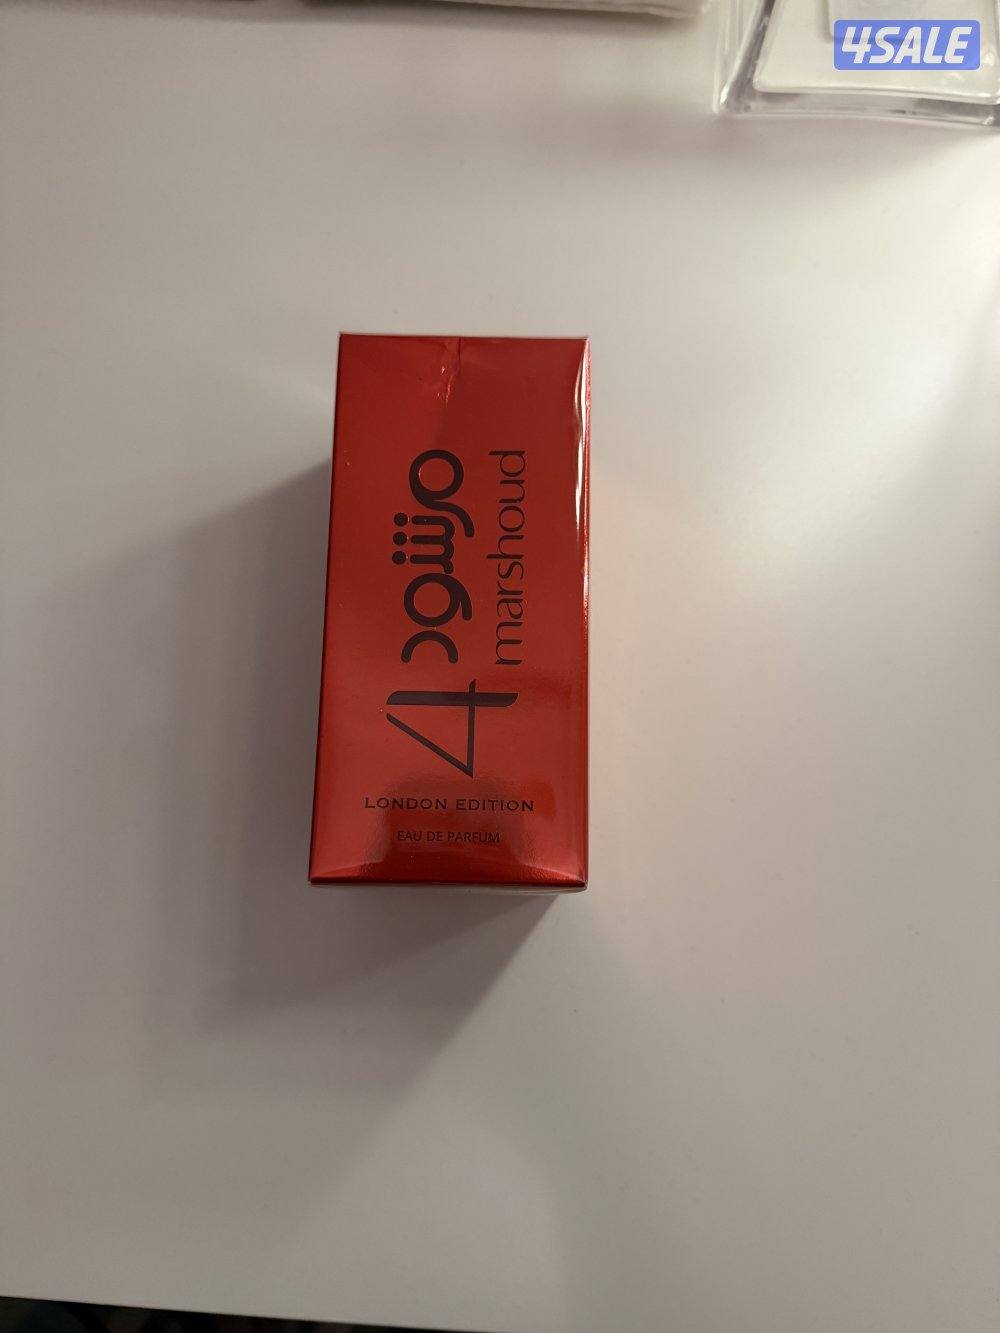 4SALE
مرشود
marshoud
4
LONDON EDITION
EAU DE PARFUM